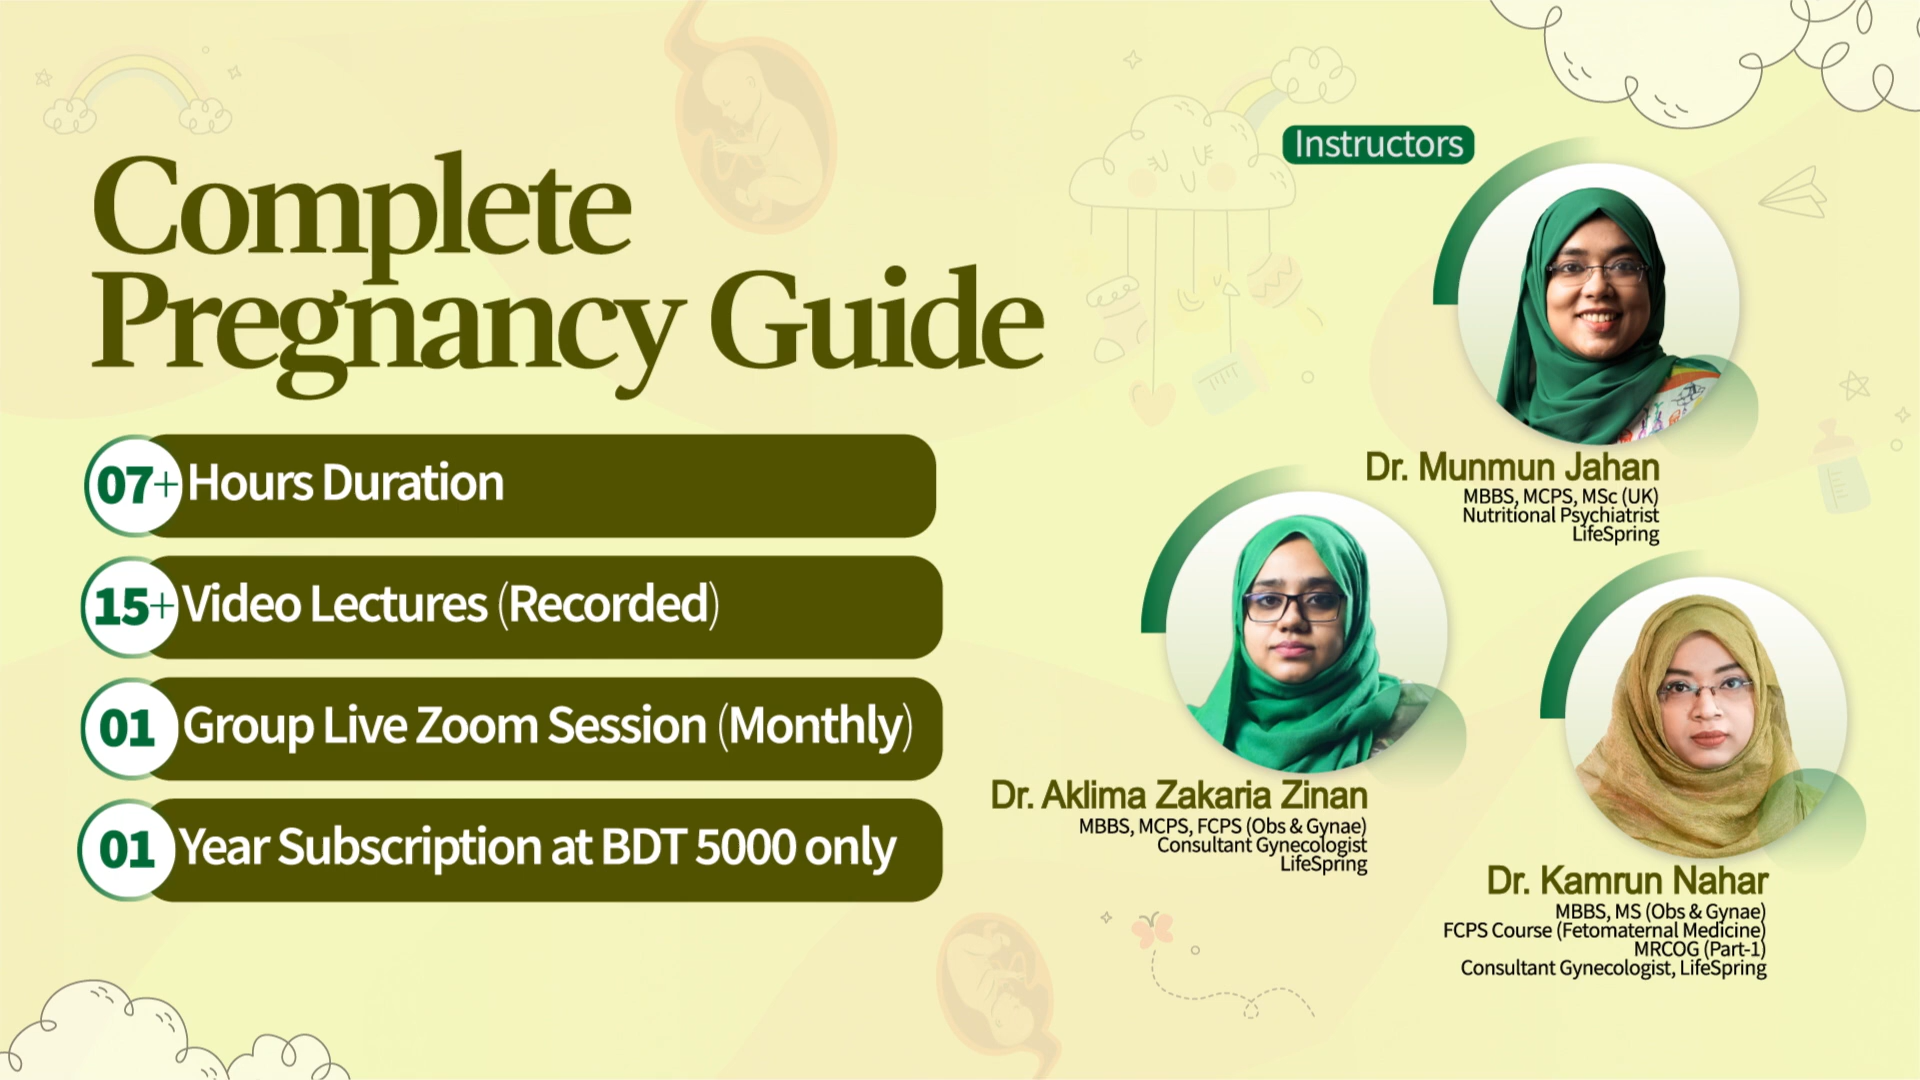 Complete
Pregnancy Guide
07+ Hours Duration
15+ Video Lectures (Recorded)
01 Group Live Zoom Session (Monthly)
01 Year Subscription at BDT 5000 only
Instructors
Dr. Munmun Jahan
MBBS, MCPS, MSc (UK)
Nutritional Psychiatrist
LifeSpring
Dr. Aklima Zakaria Zinan
MBBS, MCPS, FCPS (Obs & Gynae)
Consultant Gynecologist
LifeSpring
Dr. Kamrun Nahar
MBBS, MS (Obs & Gynae)
FCPS Course (Fetomaternal Medicine)
MRCOG (Part-1)
Consultant Gynecologist, LifeSpring